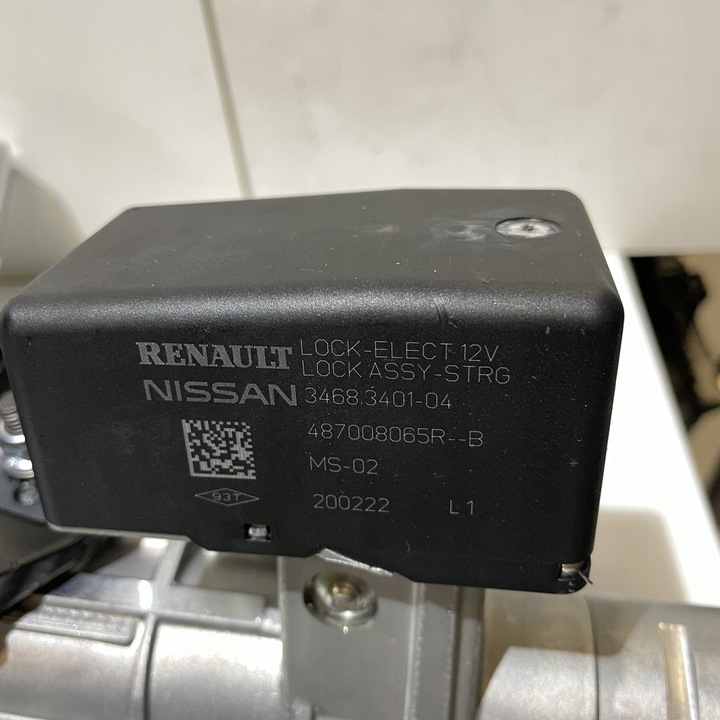 RENAULT LOCK-ELECT 12V
LOCK ASSY-STRG
NISSAN 3468.3401-04
487008065R--B
MS-02
93T
200222 L1